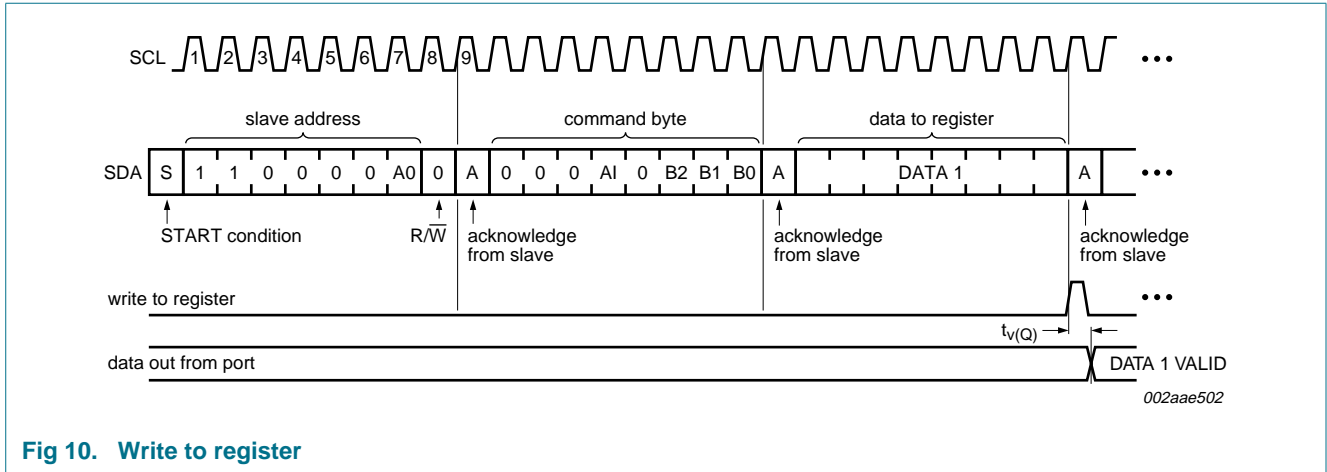 SCL 1 2 3 4 5 6 7 8 9 •••
slave address command byte data to register
SDA S 1 1 0 0 0 0 A0 0 A 0 0 0 AI 0 B2 B1 B0 A DATA 1 A •••
START condition R/W̅ acknowledge from slave acknowledge from slave acknowledge from slave
write to register •••
tv(Q)
data out from port DATA 1 VALID
002aae502
Fig 10. Write to register